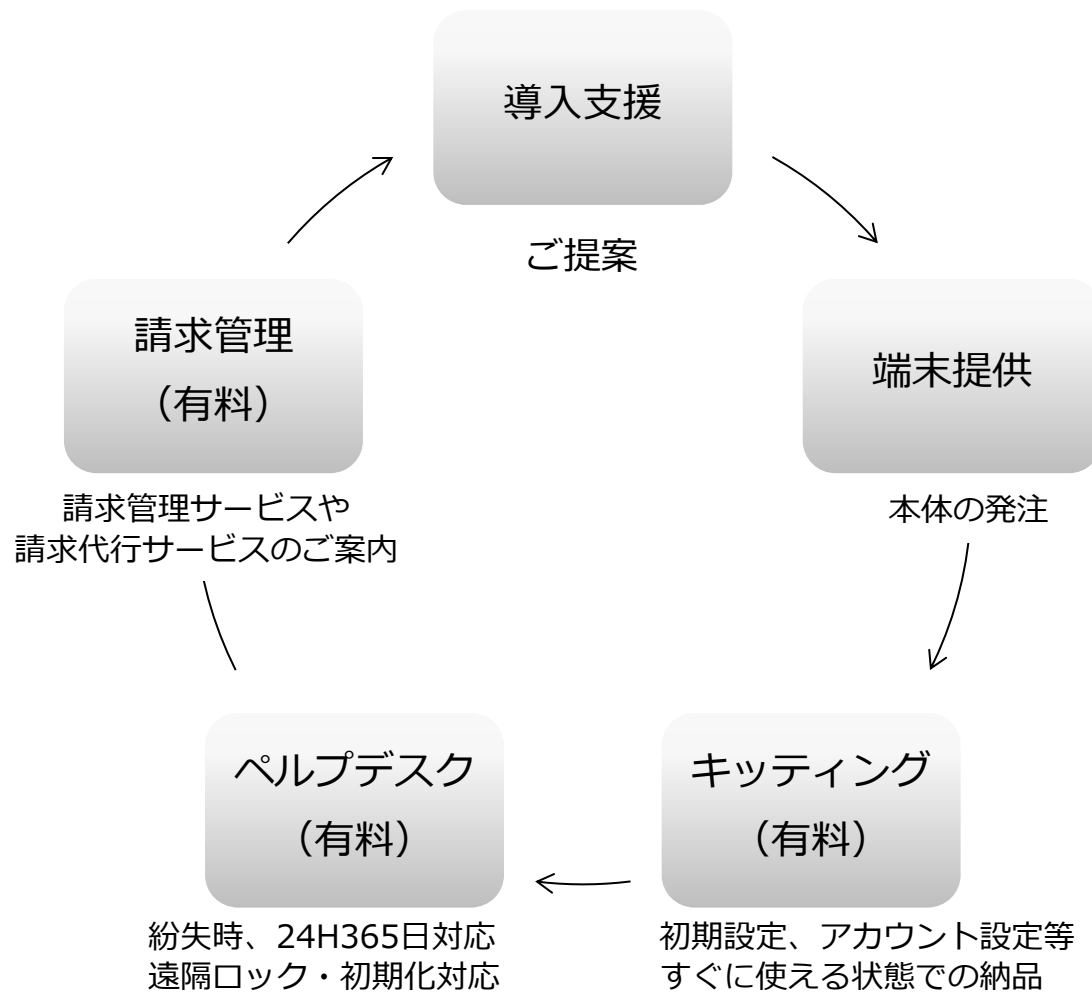 導入支援
ご提案
端末提供
本体の発注
キッティング
（有料）
初期設定、アカウント設定等
すぐに使える状態での納品
ペルプデスク
（有料）
紛失時、24H365日対応
遠隔ロック・初期化対応
請求管理
（有料）
請求管理サービスや
請求代行サービスのご案内